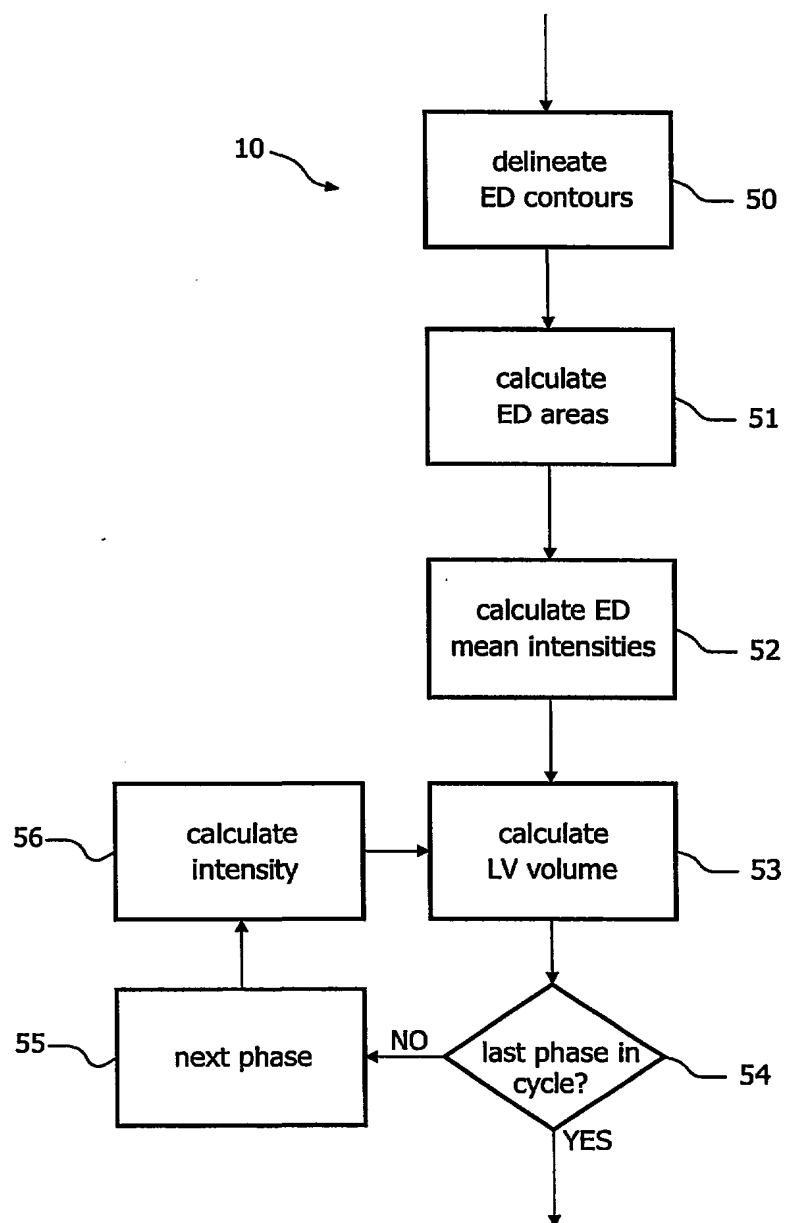 10
delineate
ED contours
50
calculate
ED areas
51
calculate ED
mean intensities
52
56
calculate
intensity
calculate
LV volume
53
55
next phase
NO
last phase in
cycle?
54
YES